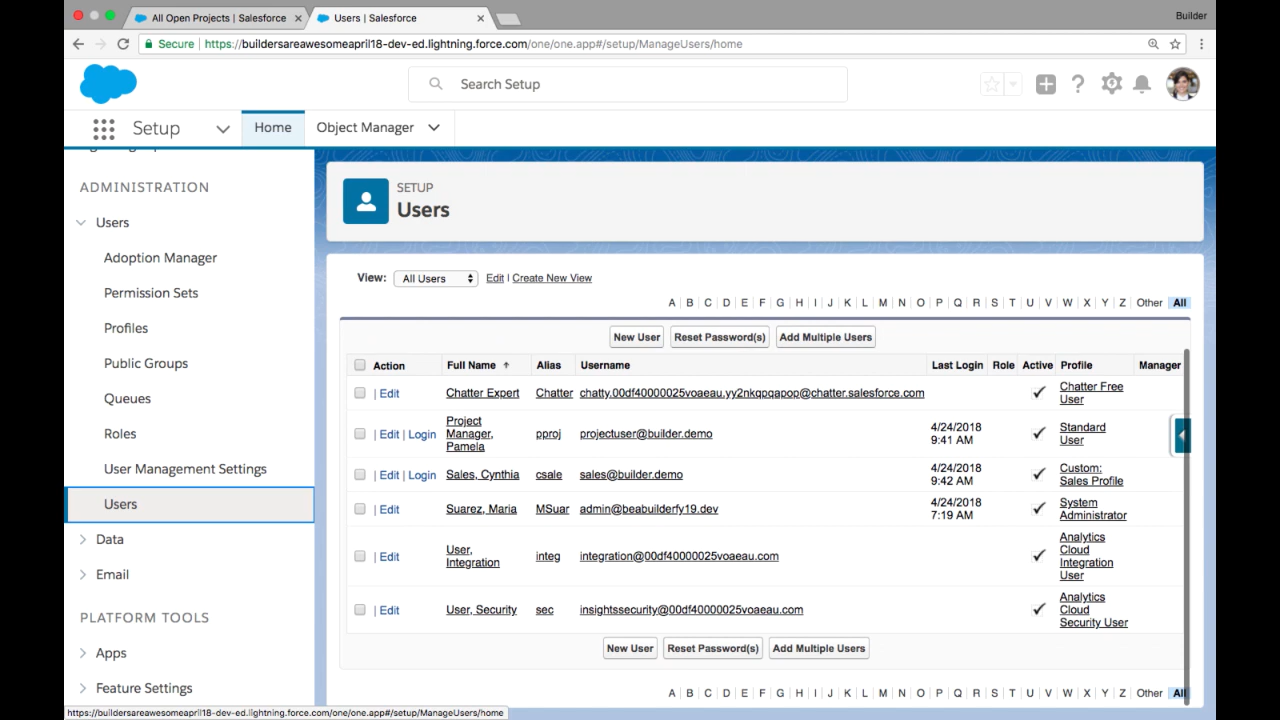 All Open Projects | Salesforce
Users | Salesforce
Builder
Secure | https://buildersareawesomeapril18-dev-ed.lightning.force.com/one/one.app#/setup/ManageUsers/home
Search Setup
Setup
Home
Object Manager
ADMINISTRATION
Users
Adoption Manager
Permission Sets
Profiles
Public Groups
Queues
Roles
User Management Settings
Users
Data
Email
PLATFORM TOOLS
Apps
Feature Settings
https://buildersareawesomeapril18-dev-ed.lightning.force.com/one/one.app#/setup/ManageUsers/home
SETUP
Users
View: All Users Edit | Create New View
A B C D E F G H I J K L M N O P Q R S T U V W X Y Z Other All
New User Reset Password(s) Add Multiple Users
Action Full Name Alias Username Last Login Role Active Profile Manager
| Edit Chatter Expert Chatter chatty.00df40000025voaeau.yy2nkqpqapop@chatter.salesforce.com Chatter Free
User
Project
| Edit | Login Manager, pproj projectuser@builder.demo 4/24/2018 Standard
Pamela 9:41 AM User
| Edit | Login Sales, Cynthia csale sales@builder.demo 4/24/2018 Custom:
9:42 AM Sales Profile
| Edit Suarez, Maria MSuar admin@beabuilderfy19.dev 4/24/2018 System
7:19 AM Administrator
| Edit User, integ integration@00df40000025voaeau.com Analytics
Integration Cloud
Integration
User
| Edit User, Security sec insightssecurity@00df40000025voaeau.com Analytics
Cloud
Security User
New User Reset Password(s) Add Multiple Users
A B C D E F G H I J K L M N O P Q R S T U V W X Y Z Other All